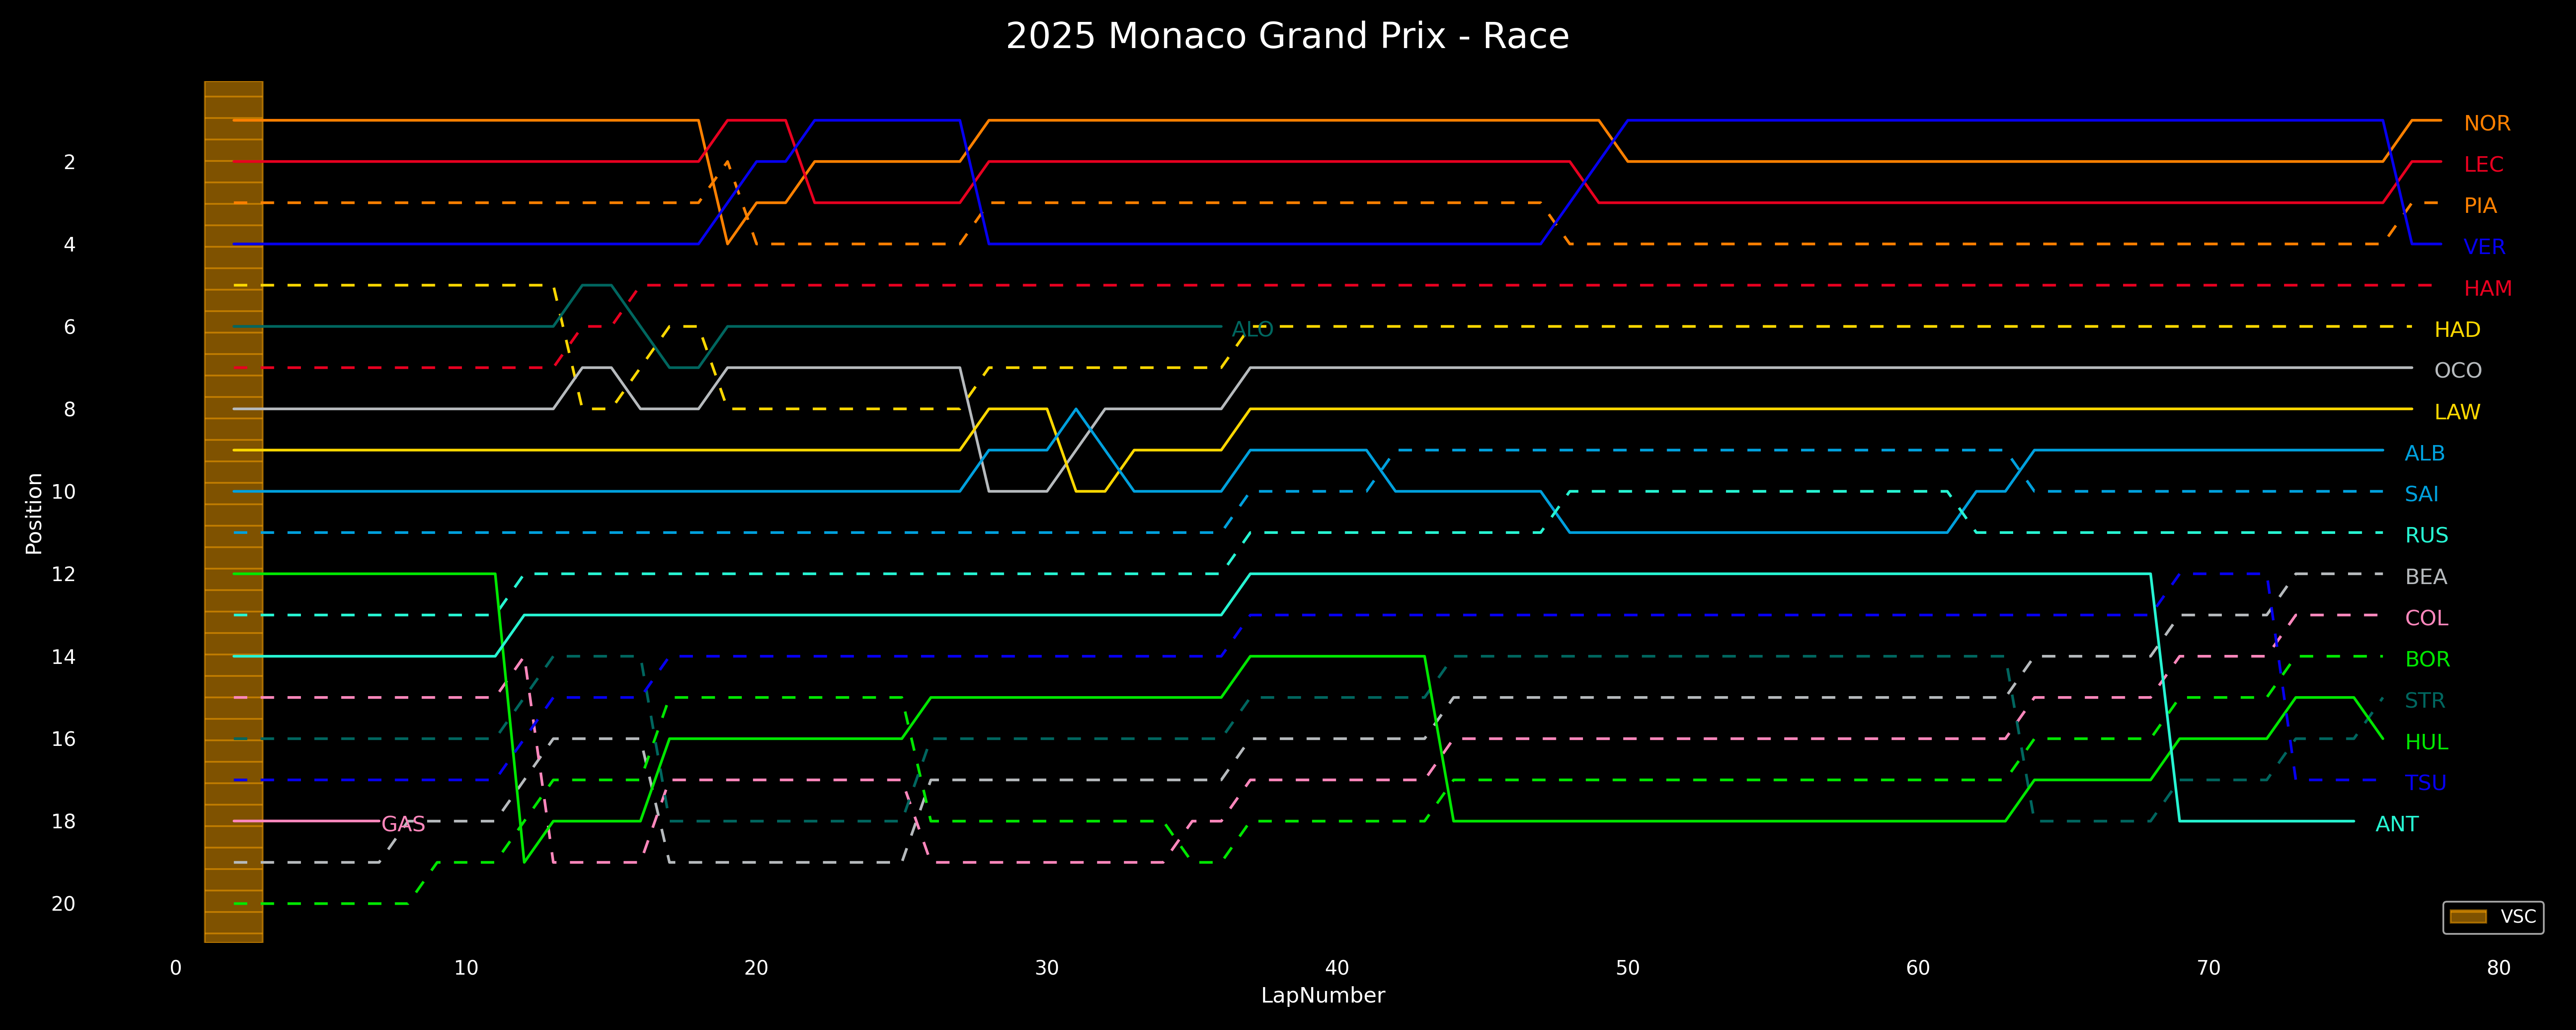 2025 Monaco Grand Prix - Race
Position
2
4
6
8
10
12
14
16
18
20
NOR
LEC
PIA
VER
HAM
ALO
HAD
OCO
LAW
ALB
SAI
RUS
BEA
COL
BOR
STR
HUL
TSU
GAS
ANT
VSC
0 10 20 30 40 50 60 70 80
LapNumber